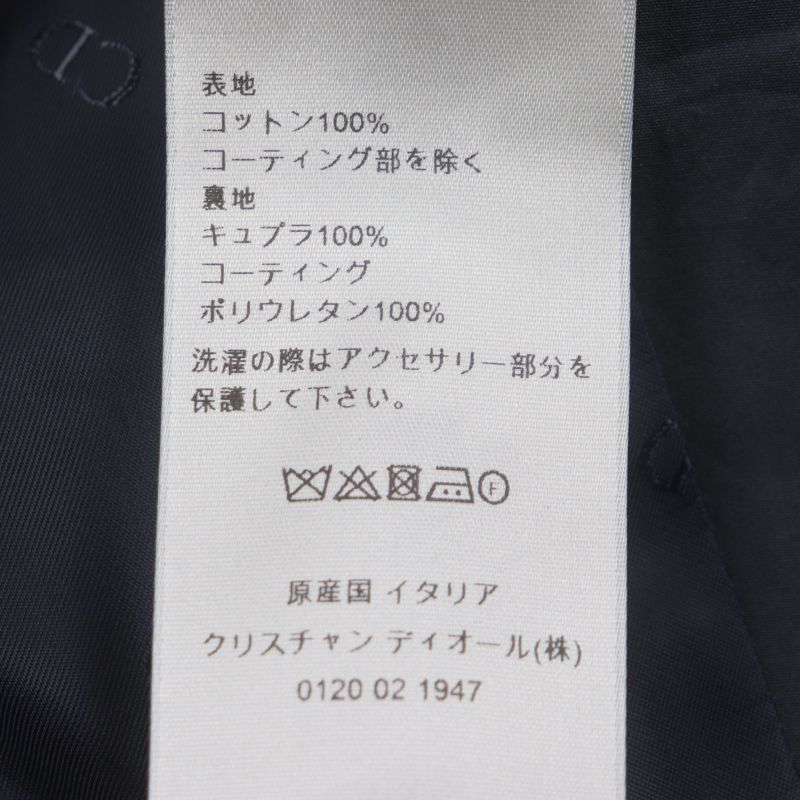 表地
コットン100%
コーティング部を除く
裏地
キュプラ100%
コーティング
ポリウレタン100%
洗濯の際はアクセサリー部分を
保護して下さい。
F
原産国 イタリア
クリスチャン ディオール(株)
0120 02 1947